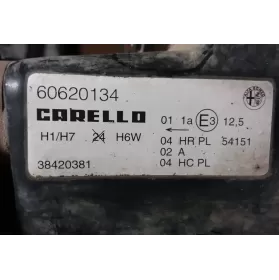 60620134
CARELLO
01 1a E3 12,5
H1/H7 24 H6W
04 HR PL 54151
02 A
38420381
04 HC PL